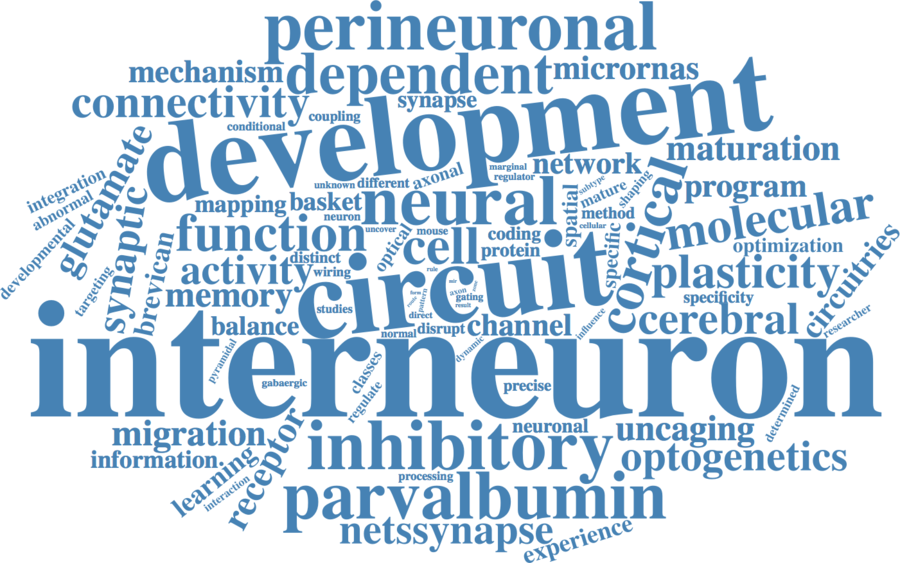 perineuronal
mechanism
dependent
micrornas
connectivity
synapse
conditional
coupling
development
integration
abnormal
developmental
glutamate
targeting
synaptic
brevican
unknown
different
axonal
marginal
regulator
network
maturation
mapping
basket
neuron
neural
uncover
spatial
subtype
mature
shaping
method
cellular
specific
cortical
program
molecular
function
optical
mouse
cell
coding
protein
optimization
distinct
wiring
activity
memory
circuit
rule
mir
axon
form
pattern
gating
result
direct
studies
plasticity
specificity
circuitries
researcher
balance
normal
disrupt
channel
influence
cerebral
dynamic
interneuron
pyramidal
gabaergic
classes
regulate
precise
determined
migration
information
learning
interaction
receptor
inhibitory
neuronal
uncaging
optogenetics
processing
parvalbumin
netssynapse
experience